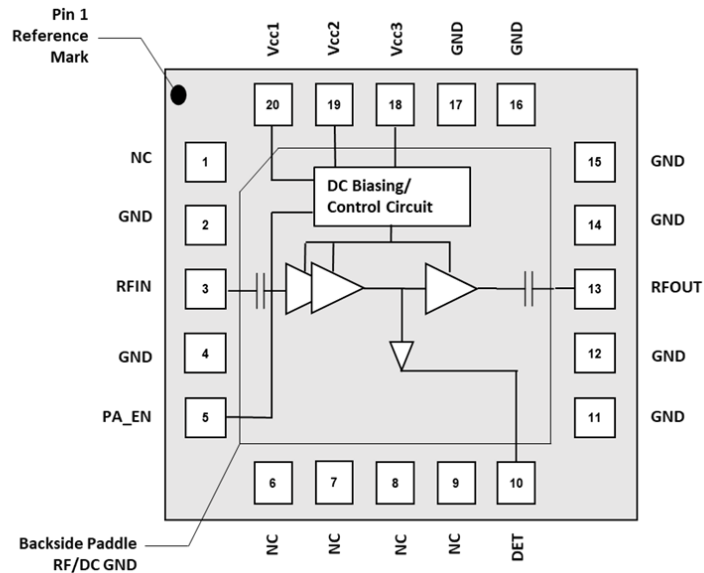 Pin 1
Reference
Mark
Vcc1
Vcc2
Vcc3
GND
GND
20
19
18
17
16
NC
1
15
GND
DC Biasing/
Control Circuit
GND
2
14
GND
RFIN
3
13
RFOUT
GND
4
12
GND
PA_EN
5
11
GND
6
7
8
9
10
NC
NC
NC
NC
DET
Backside Paddle
RF/DC GND